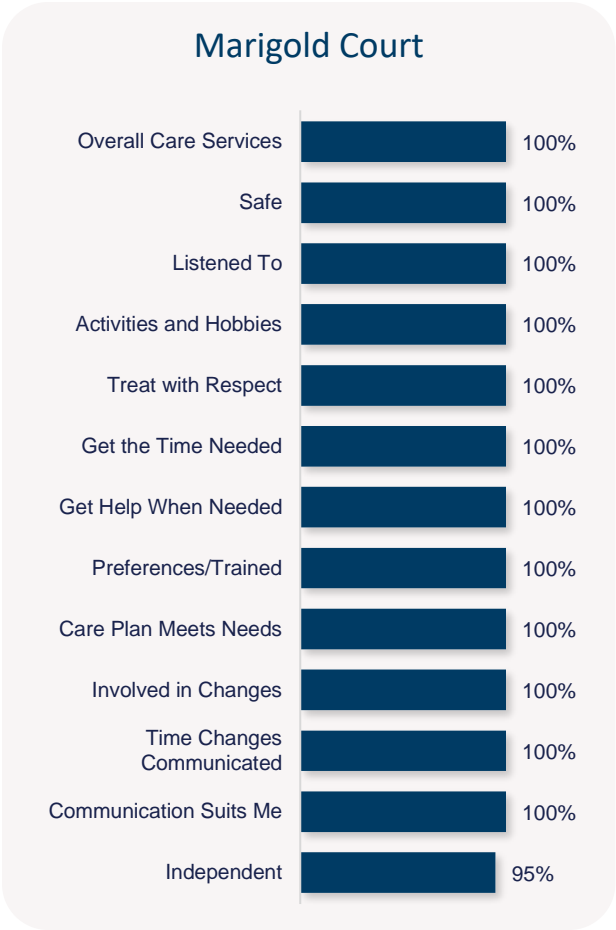 Marigold Court
Overall Care Services 100%
Safe 100%
Listened To 100%
Activities and Hobbies 100%
Treat with Respect 100%
Get the Time Needed 100%
Get Help When Needed 100%
Preferences/Trained 100%
Care Plan Meets Needs 100%
Involved in Changes 100%
Time Changes
Communicated 100%
Communication Suits Me 100%
Independent 95%